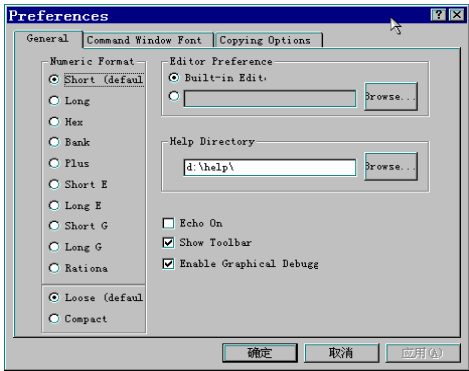 Preferences
General Command Window Font Copying Options
Numeric Format
Short (defaul
Long
Hex
Bank
Plus
Short E
Long E
Short G
Long G
Rationa
Loose (defaul
Compact
Editor Preference
Built-in Edit
Browse...
Help Directory
d:\help\
Browse...
Echo On
Show Toolbar
Enable Graphical Debugg
确定 取消 应用(A)